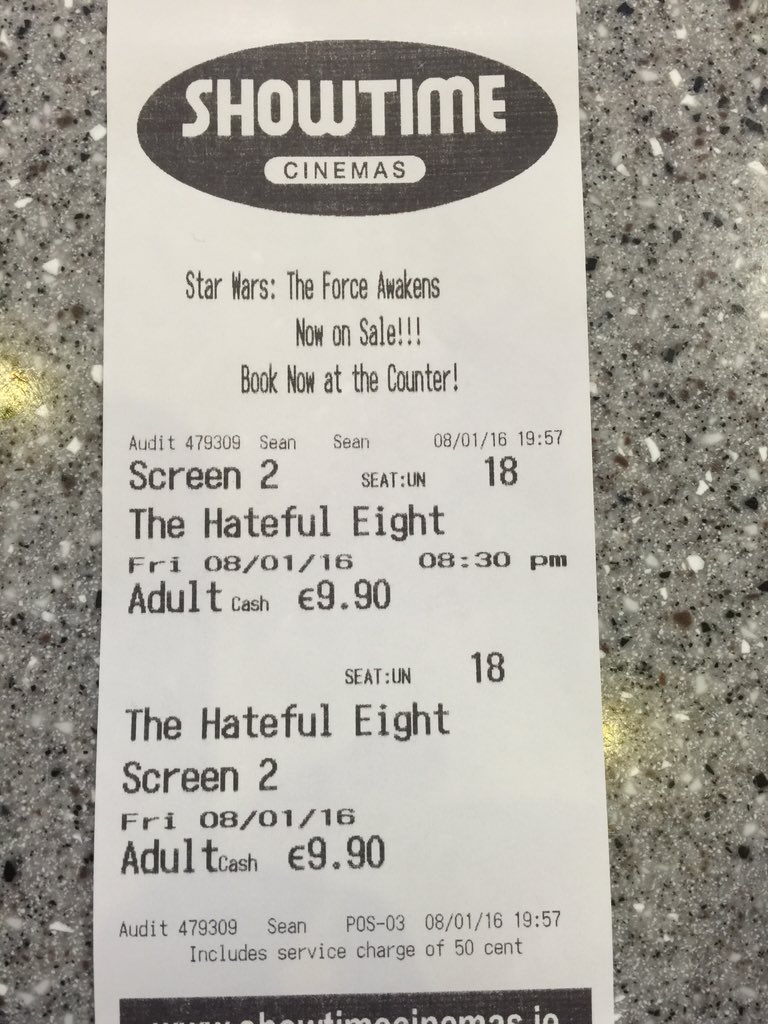 SHOWTIME
CINEMAS
Star Wars: The Force Awakens
Now on Sale!!!
Book Now at the Counter!
Audit 479309 Sean Sean 08/01/16 19:57
Screen 2 SEAT:UN 18
The Hateful Eight
Fri 08/01/16 08:30 pm
Adult Cash €9.90
SEAT:UN 18
The Hateful Eight
Screen 2
Fri 08/01/16
Adult Cash €9.90
Audit 479309 Sean POS-03 08/01/16 19:57
Includes service charge of 50 cent
www.showtimecinemas.ie